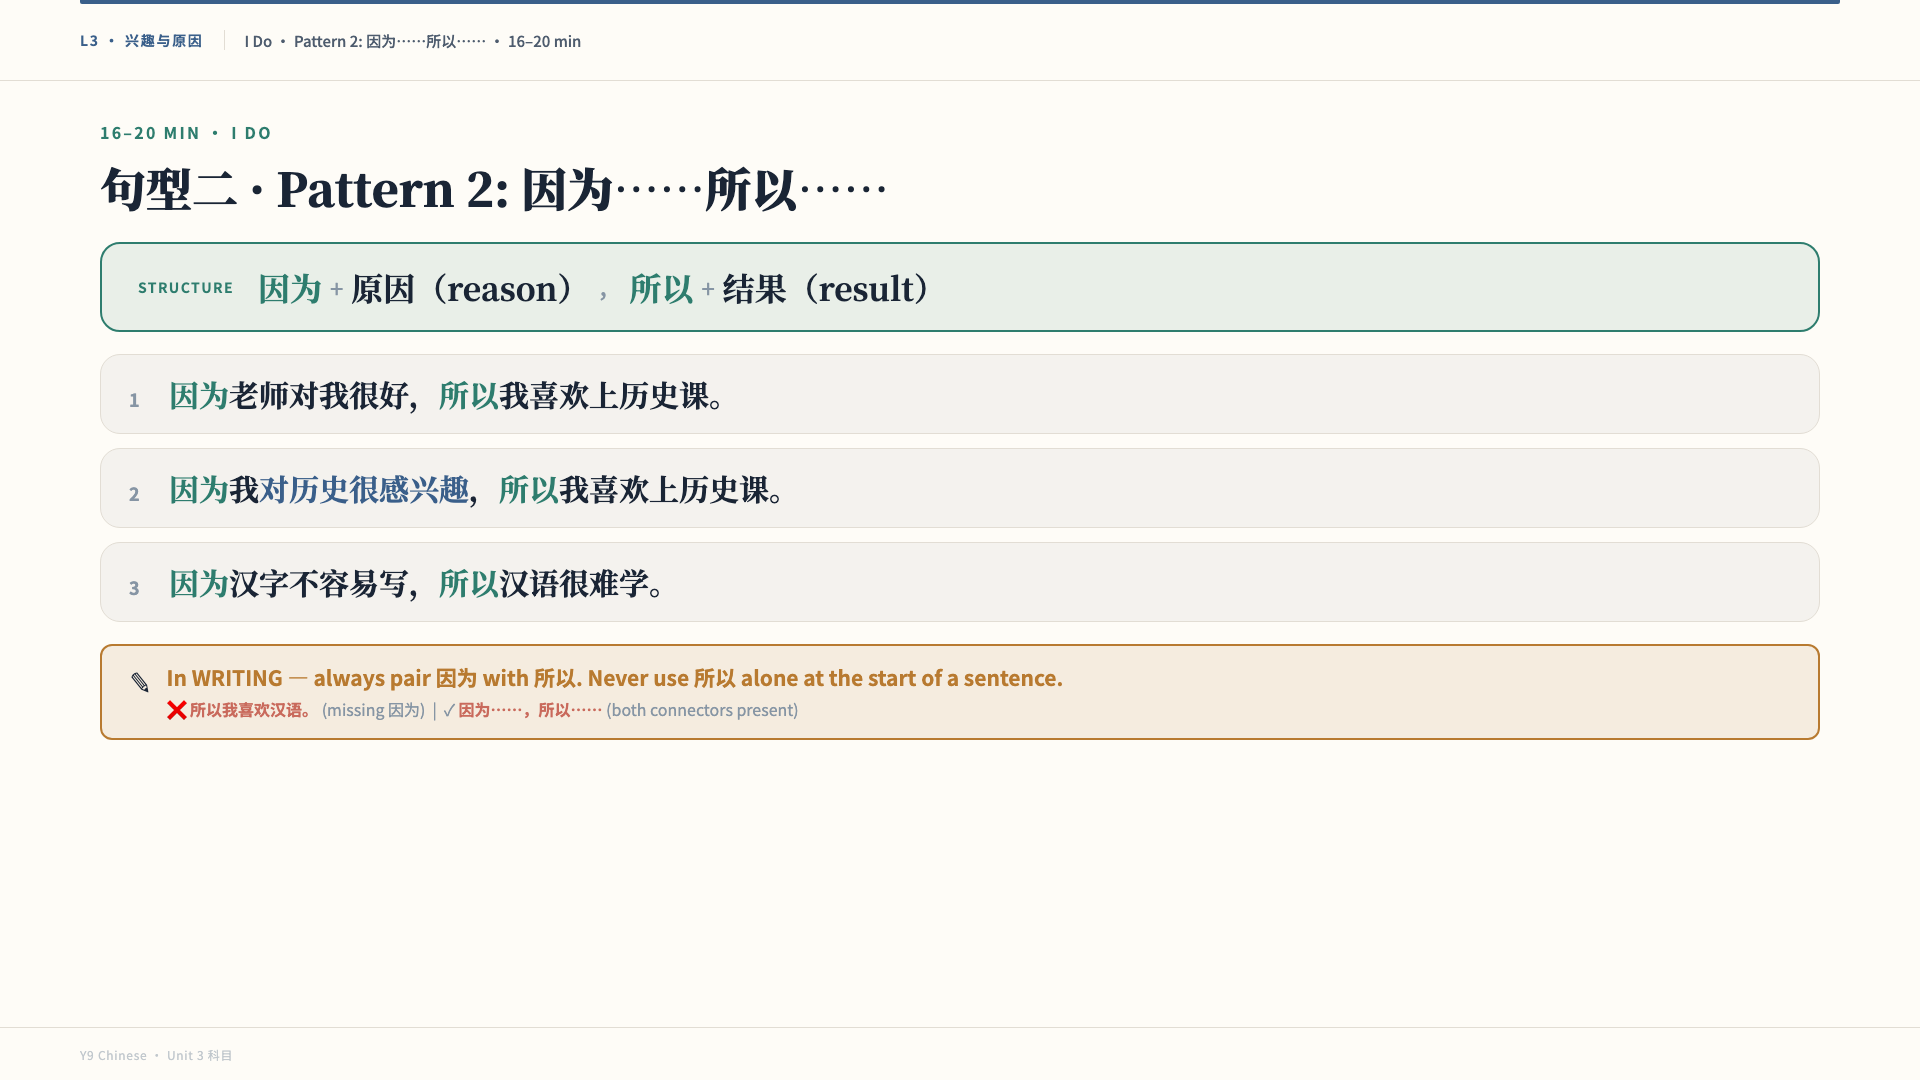 L3 · 兴趣与原因 I Do · Pattern 2: 因为……所以…… · 16–20 min
16–20 MIN · I DO
句型二 · Pattern 2: 因为……所以……
STRUCTURE 因为 + 原因（reason） ， 所以 + 结果（result）
1 因为老师对我很好，所以我喜欢上历史课。
2 因为我对历史很感兴趣，所以我喜欢上历史课。
3 因为汉字不容易写，所以汉语很难学。
✎ In WRITING — always pair 因为 with 所以. Never use 所以 alone at the start of a sentence.
❌ 所以我喜欢汉语。 (missing 因为) | ✓ 因为……，所以…… (both connectors present)
Y9 Chinese · Unit 3 科目